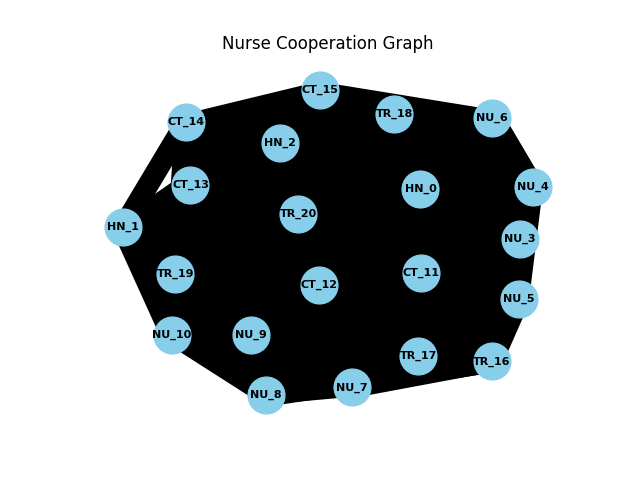 Nurse Cooperation Graph
CT_15
TR_18
NU_6
CT_14
HN_2
CT_13
HN_0
NU_4
TR_20
HN_1
NU_3
TR_19
CT_12
CT_11
NU_5
NU_10
NU_9
TR_17
TR_16
NU_8
NU_7